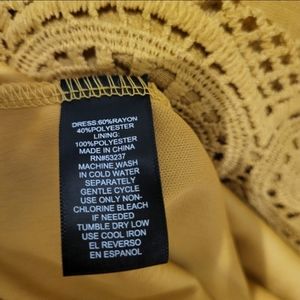 DRESS:60%RAYON
40%POLYESTER
LINING:
100%POLYESTER
MADE IN CHINA
RN#53237
MACHINE WASH
IN COLD WATER
SEPARATELY
GENTLE CYCLE
USE ONLY NON-
CHLORINE BLEACH
IF NEEDED
TUMBLE DRY LOW
USE COOL IRON
EL REVERSO
EN ESPANOL